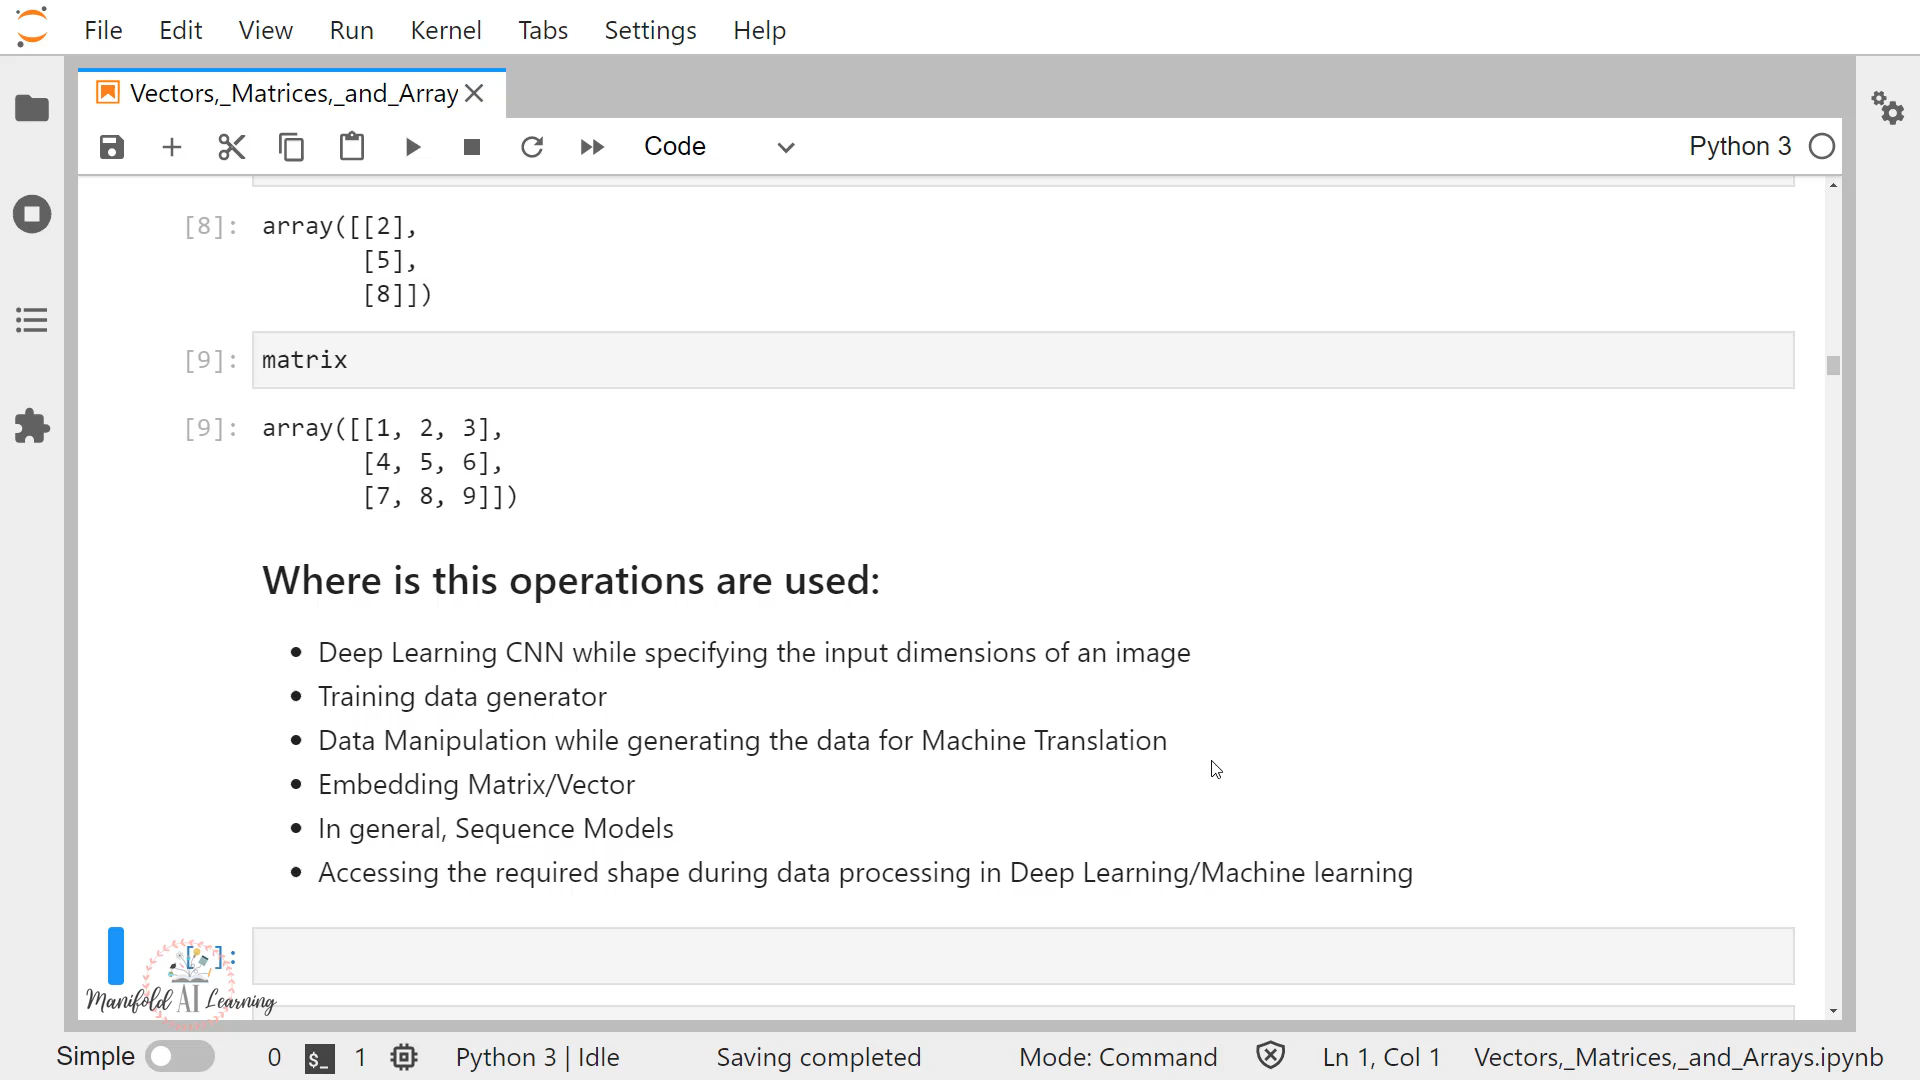 File Edit View Run Kernel Tabs Settings Help
Vectors,_Matrices,_and_Array
Code
Python 3
[8]: array([[2],
[5],
[8]])
[9]: matrix
[9]: array([[1, 2, 3],
[4, 5, 6],
[7, 8, 9]])
Where is this operations are used:
• Deep Learning CNN while specifying the input dimensions of an image
• Training data generator
• Data Manipulation while generating the data for Machine Translation
• Embedding Matrix/Vector
• In general, Sequence Models
• Accessing the required shape during data processing in Deep Learning/Machine learning
[ ]:
Manifold AI Learning
Simple 0 $_ 1 Python 3 | Idle Saving completed Mode: Command Ln 1, Col 1 Vectors,_Matrices,_and_Arrays.ipynb